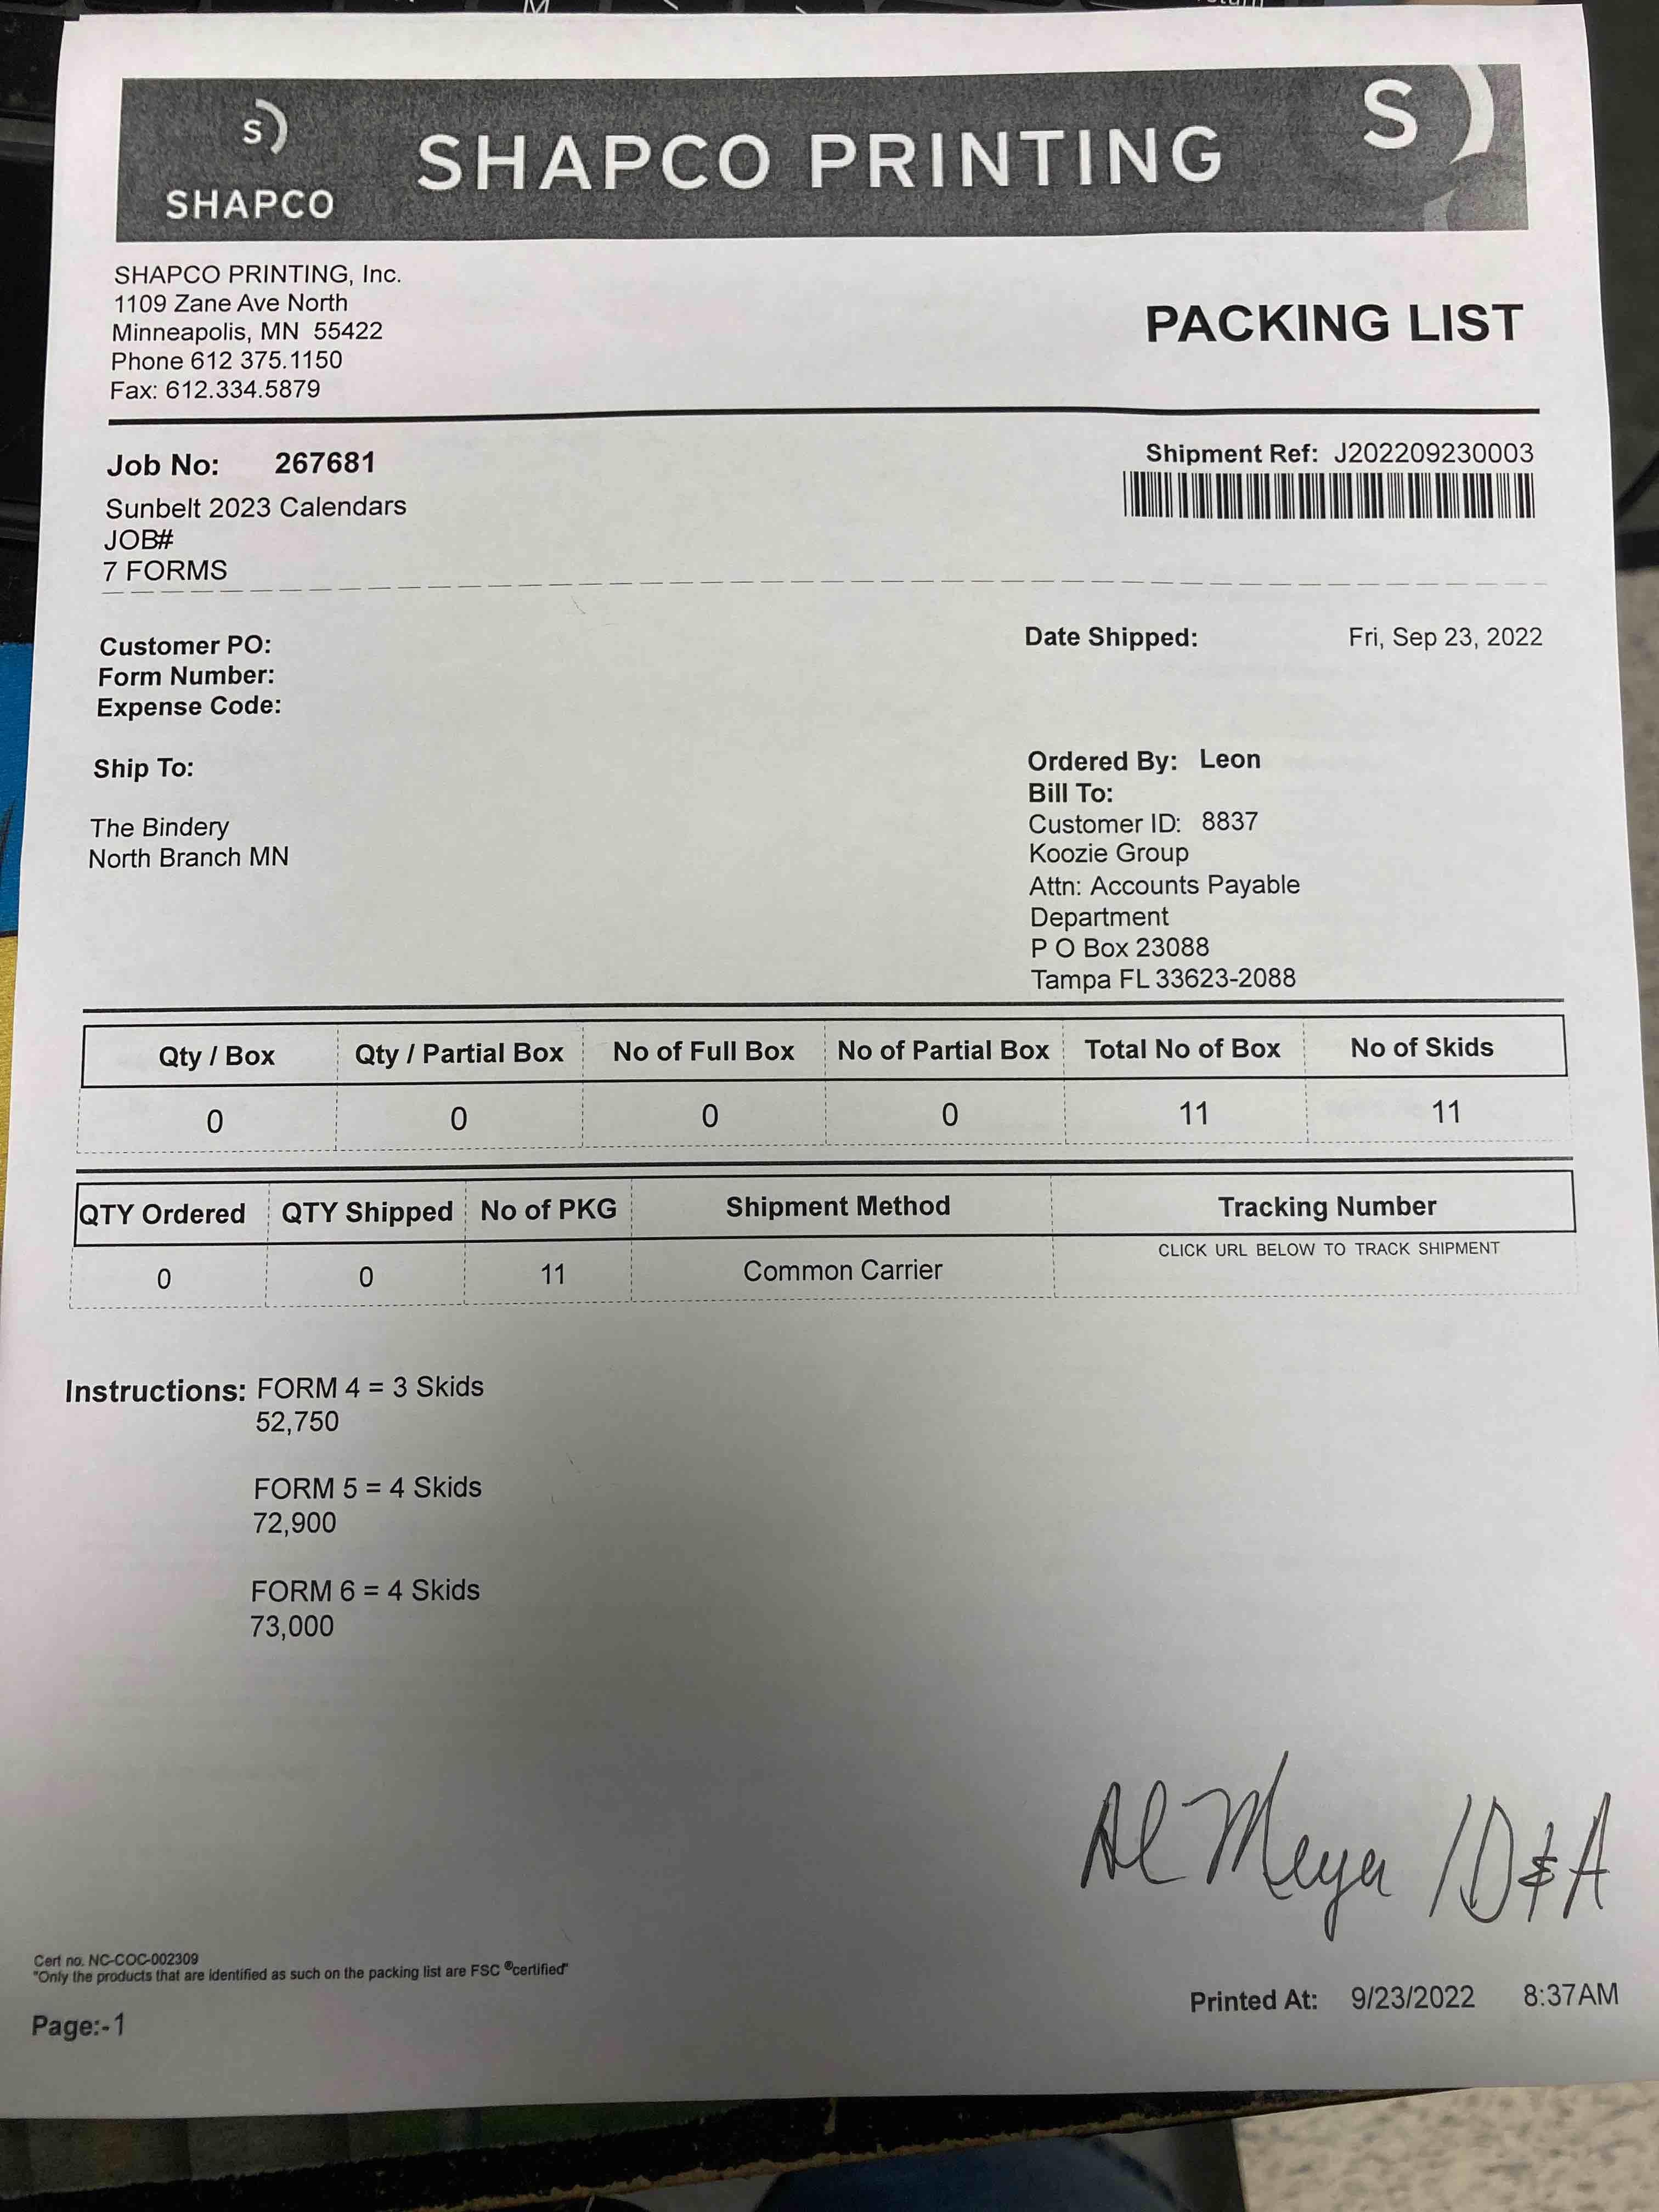 S)
SHAPCO
SHAPCO PRINTING
S)
SHAPCO PRINTING, Inc.
1109 Zane Ave North
Minneapolis, MN 55422
Phone 612 375.1150
Fax: 612.334.5879
PACKING LIST
Job No: 267681
Sunbelt 2023 Calendars
JOB#
7 FORMS
Shipment Ref: J202209230003
Customer PO:
Form Number:
Expense Code:
Date Shipped: Fri, Sep 23, 2022
Ship To:
The Bindery
North Branch MN
Ordered By: Leon
Bill To:
Customer ID: 8837
Koozie Group
Attn: Accounts Payable
Department
P O Box 23088
Tampa FL 33623-2088
Qty / Box Qty / Partial Box No of Full Box No of Partial Box Total No of Box No of Skids
0 0 0 0 11 11
QTY Ordered QTY Shipped No of PKG Shipment Method Tracking Number
0 0 11 Common Carrier CLICK URL BELOW TO TRACK SHIPMENT
Instructions: FORM 4 = 3 Skids
52,750
FORM 5 = 4 Skids
72,900
FORM 6 = 4 Skids
73,000
Al Meyer /D&A
Cert no. NC-COC-002309
"Only the products that are identified as such on the packing list are FSC ®certified"
Page:-1
Printed At: 9/23/2022 8:37AM